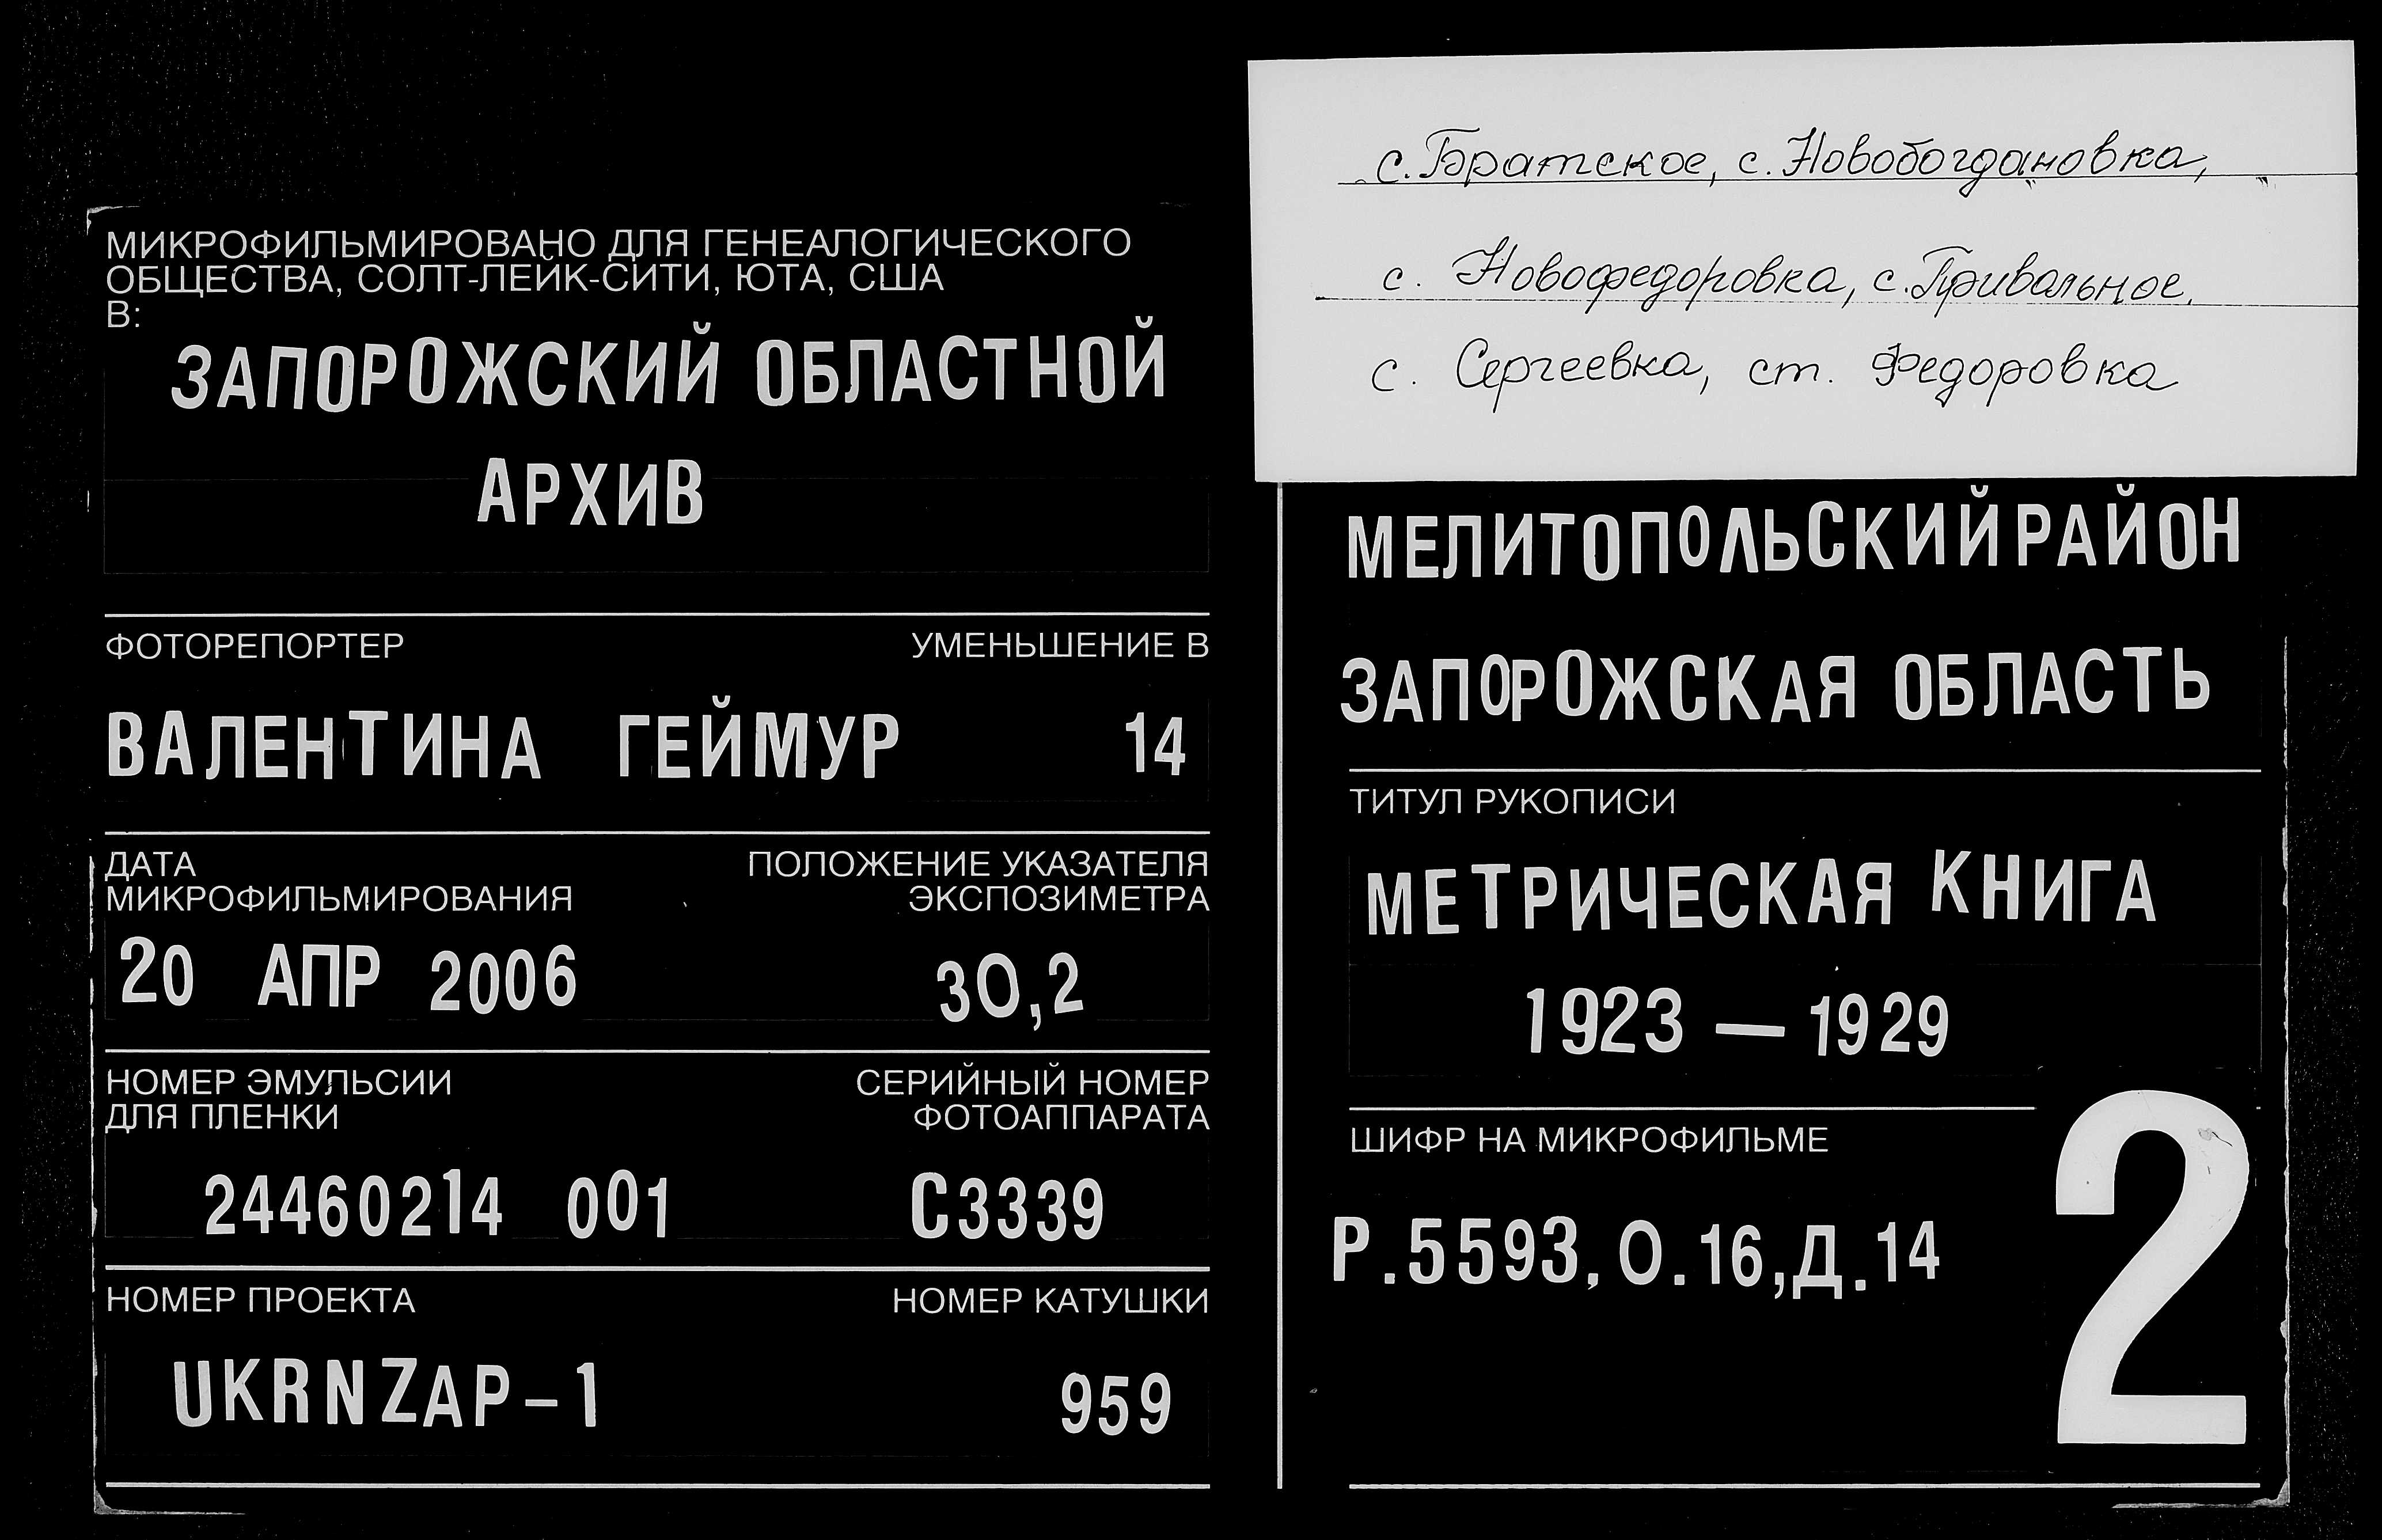 МИКРОФИЛЬМИРОВАНО ДЛЯ ГЕНЕАЛОГИЧЕСКОГО
ОБЩЕСТВА, СОЛТ-ЛЕЙК-СИТИ, ЮТА, США
В:
ЗАПОРОЖСКИЙ ОБЛАСТНОЙ
АРХИВ
ФОТОРЕПОРТЕР УМЕНЬШЕНИЕ В
ВАЛЕНТИНА ГЕЙМУР 14
ДАТА ПОЛОЖЕНИЕ УКАЗАТЕЛЯ
МИКРОФИЛЬМИРОВАНИЯ ЭКСПОЗИМЕТРА
20 АПР 2006 30,2
НОМЕР ЭМУЛЬСИИ СЕРИЙНЫЙ НОМЕР
ДЛЯ ПЛЕНКИ ФОТОАППАРАТА
24460214 001 С3339
НОМЕР ПРОЕКТА НОМЕР КАТУШКИ
UKRNZAP-1 959
с. Братское, с. Новобогдановка,
с. Новофедоровка, с. Привольное,
с. Сергеевка, ст. Федоровка
МЕЛИТОПОЛЬСКИЙ РАЙОН
ЗАПОРОЖСКАЯ ОБЛАСТЬ
ТИТУЛ РУКОПИСИ
МЕТРИЧЕСКАЯ КНИГА
1923 — 1929
ШИФР НА МИКРОФИЛЬМЕ
Р.5593, О.16, Д.14
2